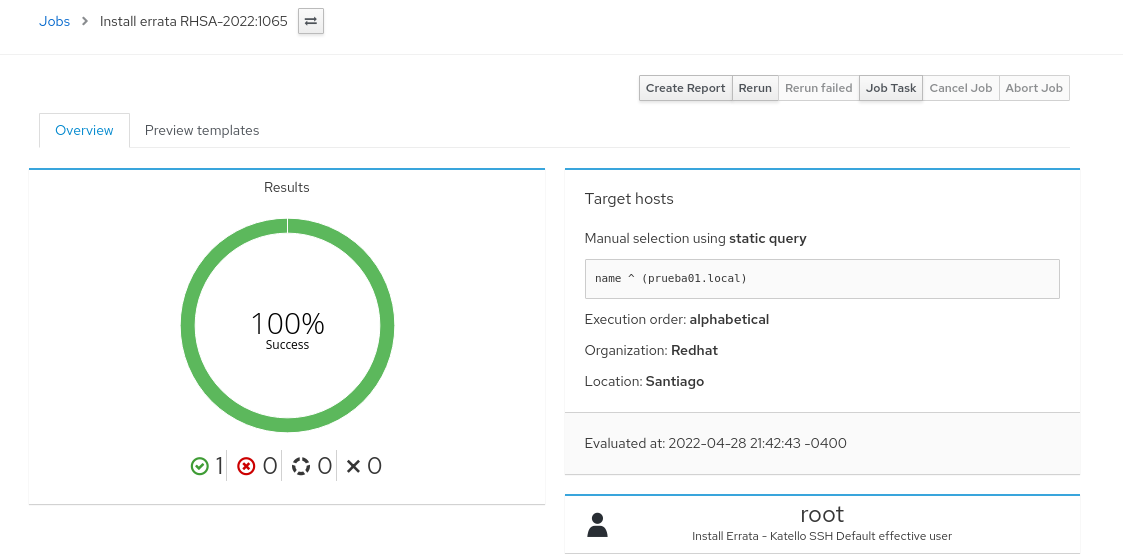 Jobs > Install errata RHSA-2022:1065
Create Report Rerun Rerun failed Job Task Cancel Job Abort Job
Overview Preview templates
Results
100%
Success
1 0 0 0
Target hosts
Manual selection using static query
name ^ (prueba01.local)
Execution order: alphabetical
Organization: Redhat
Location: Santiago
Evaluated at: 2022-04-28 21:42:43 -0400
root
Install Errata - Katello SSH Default effective user